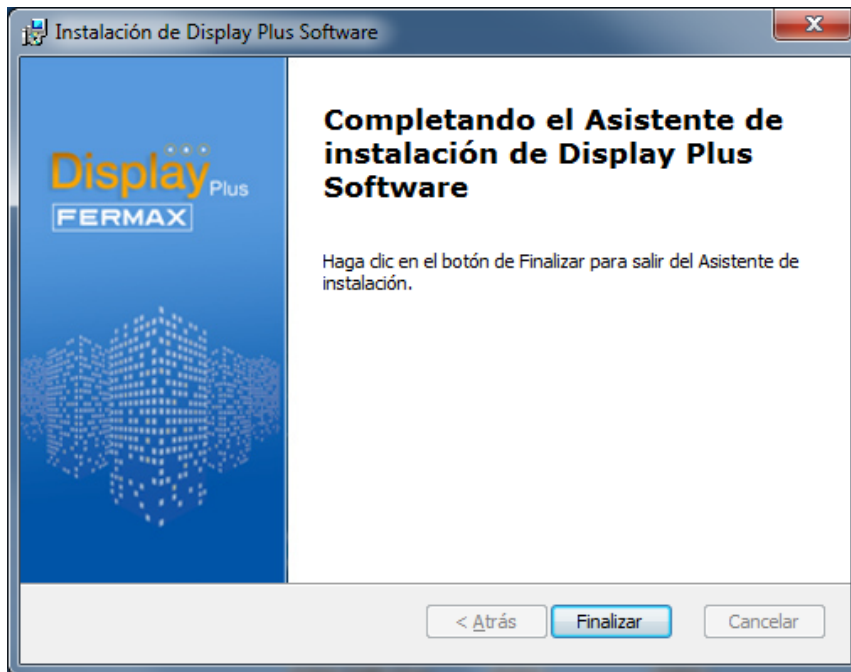 Instalación de Display Plus Software
Display Plus
FERMAX
Completando el Asistente de
instalación de Display Plus
Software
Haga clic en el botón de Finalizar para salir del Asistente de
instalación.
< Atrás
Finalizar
Cancelar